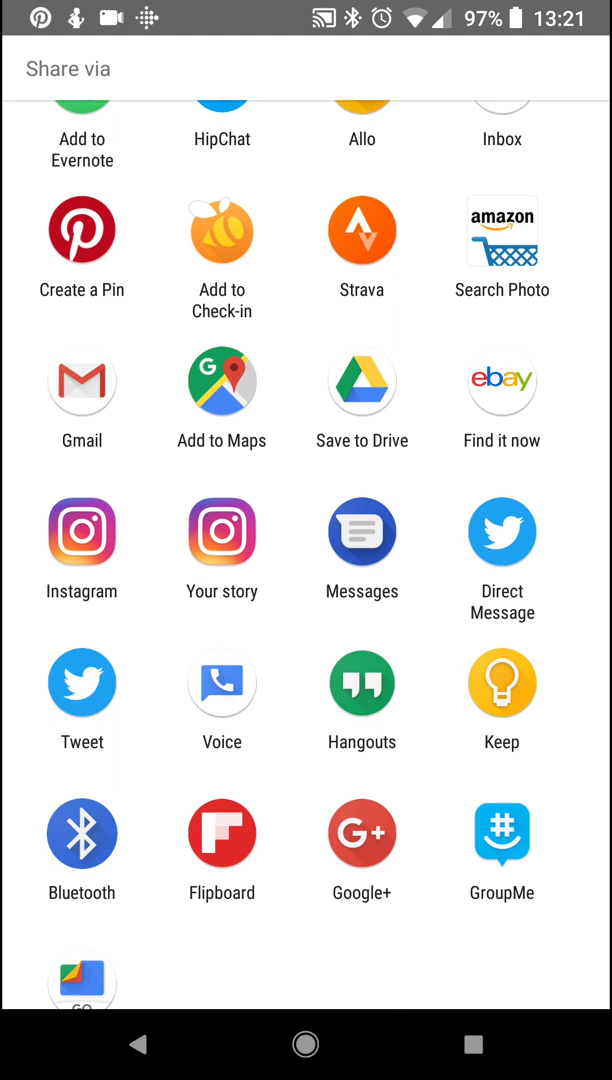 97% 13:21
Share via
Add to HipChat Allo Inbox
Evernote
amazon
Create a Pin Add to Strava Search Photo
Check-in
G ebay
Gmail Add to Maps Save to Drive Find it now
Instagram Your story Messages Direct
Message
Tweet Voice Hangouts Keep
G+ #
Bluetooth Flipboard Google+ GroupMe
GO